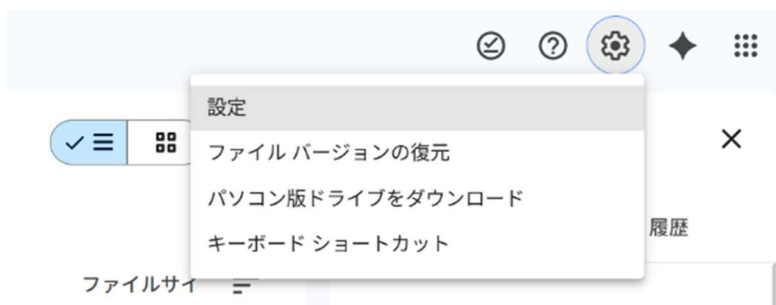 設定
ファイル バージョンの復元
パソコン版ドライブをダウンロード
キーボード ショートカット
履歴
ファイルサイ